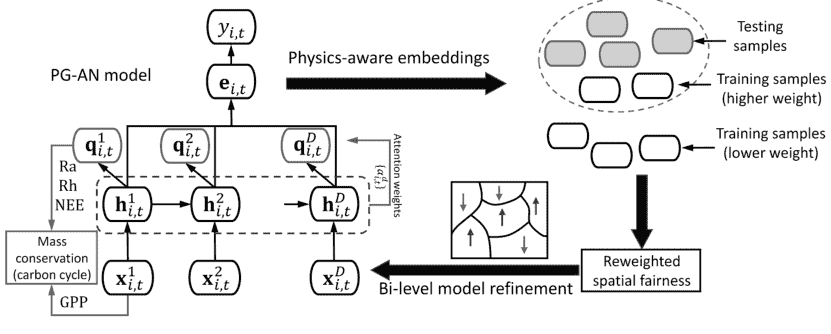 y_{i,t}
PG-AN model
e_{i,t}
Physics-aware embeddings
Testing
samples
Training samples
(higher weight)
Training samples
(lower weight)
q^1_{i,t}
q^2_{i,t}
q^D_{i,t}
Attention weights
{α^d_{i,t}}
Ra
Rh
NEE
h^1_{i,t}
h^2_{i,t}
h^D_{i,t}
Mass
conservation
(carbon cycle)
GPP
x^1_{i,t}
x^2_{i,t}
x^D_{i,t}
Bi-level model refinement
Reweighted
spatial fairness